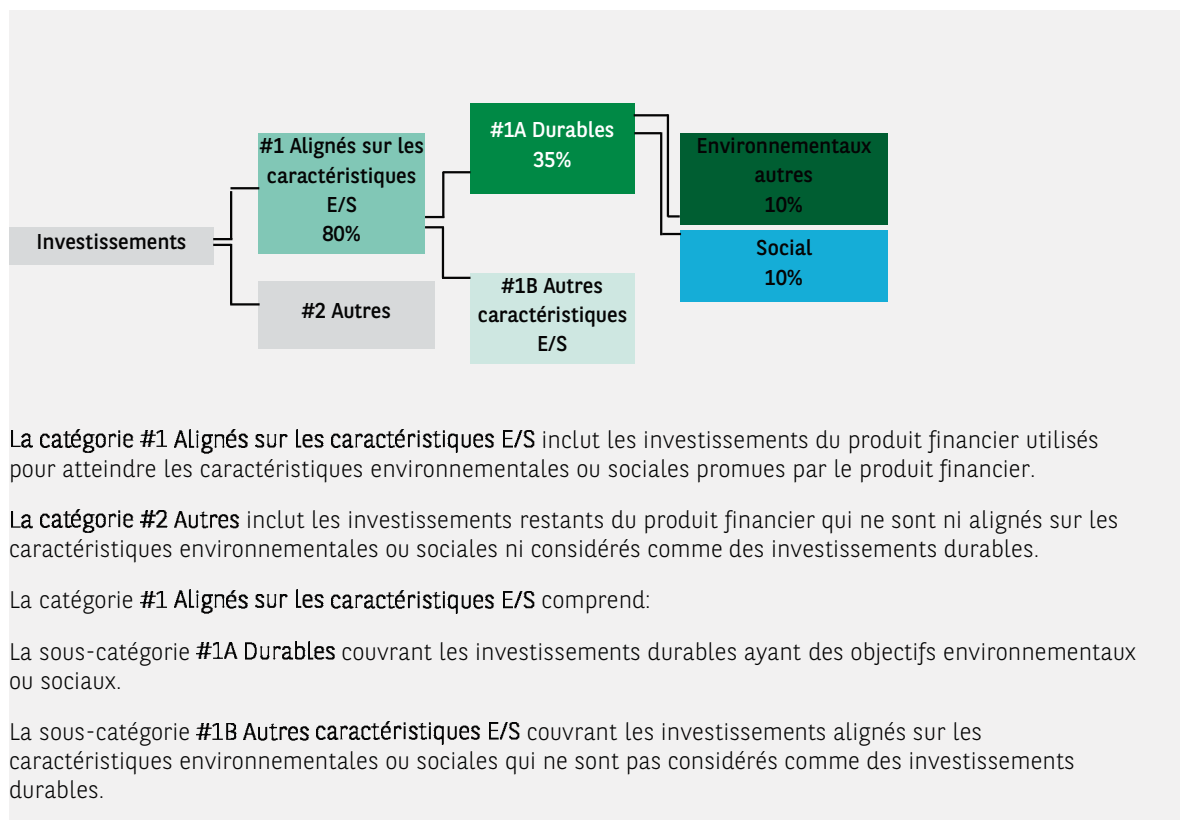 #1A Durables
35%
#1 Alignés sur les
caractéristiques
E/S
80%
Environnementaux
autres
10%
Investissements
Social
10%
#2 Autres
#1B Autres
caractéristiques
E/S
La catégorie #1 Alignés sur les caractéristiques E/S inclut les investissements du produit financier utilisés
pour atteindre les caractéristiques environnementales ou sociales promues par le produit financier.
La catégorie #2 Autres inclut les investissements restants du produit financier qui ne sont ni alignés sur les
caractéristiques environnementales ou sociales ni considérés comme des investissements durables.
La catégorie #1 Alignés sur les caractéristiques E/S comprend:
La sous-catégorie #1A Durables couvrant les investissements durables ayant des objectifs environnementaux
ou sociaux.
La sous-catégorie #1B Autres caractéristiques E/S couvrant les investissements alignés sur les
caractéristiques environnementales ou sociales qui ne sont pas considérés comme des investissements
durables.